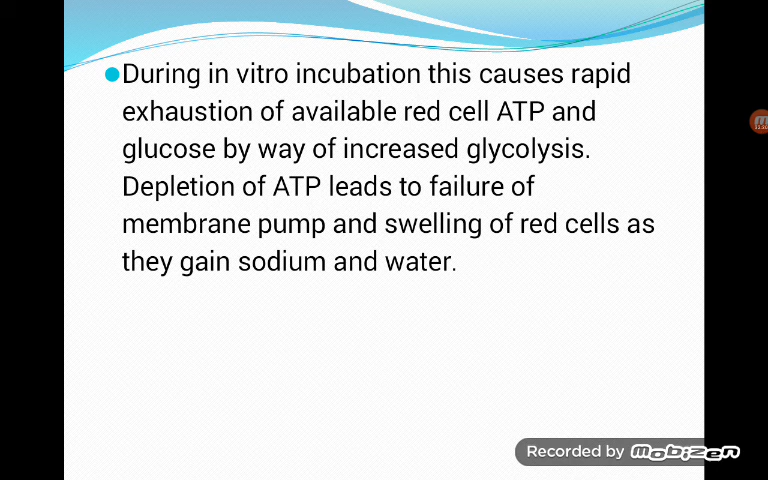 During in vitro incubation this causes rapid
exhaustion of available red cell ATP and
glucose by way of increased glycolysis.
Depletion of ATP leads to failure of
membrane pump and swelling of red cells as
they gain sodium and water.
Recorded by mobizen